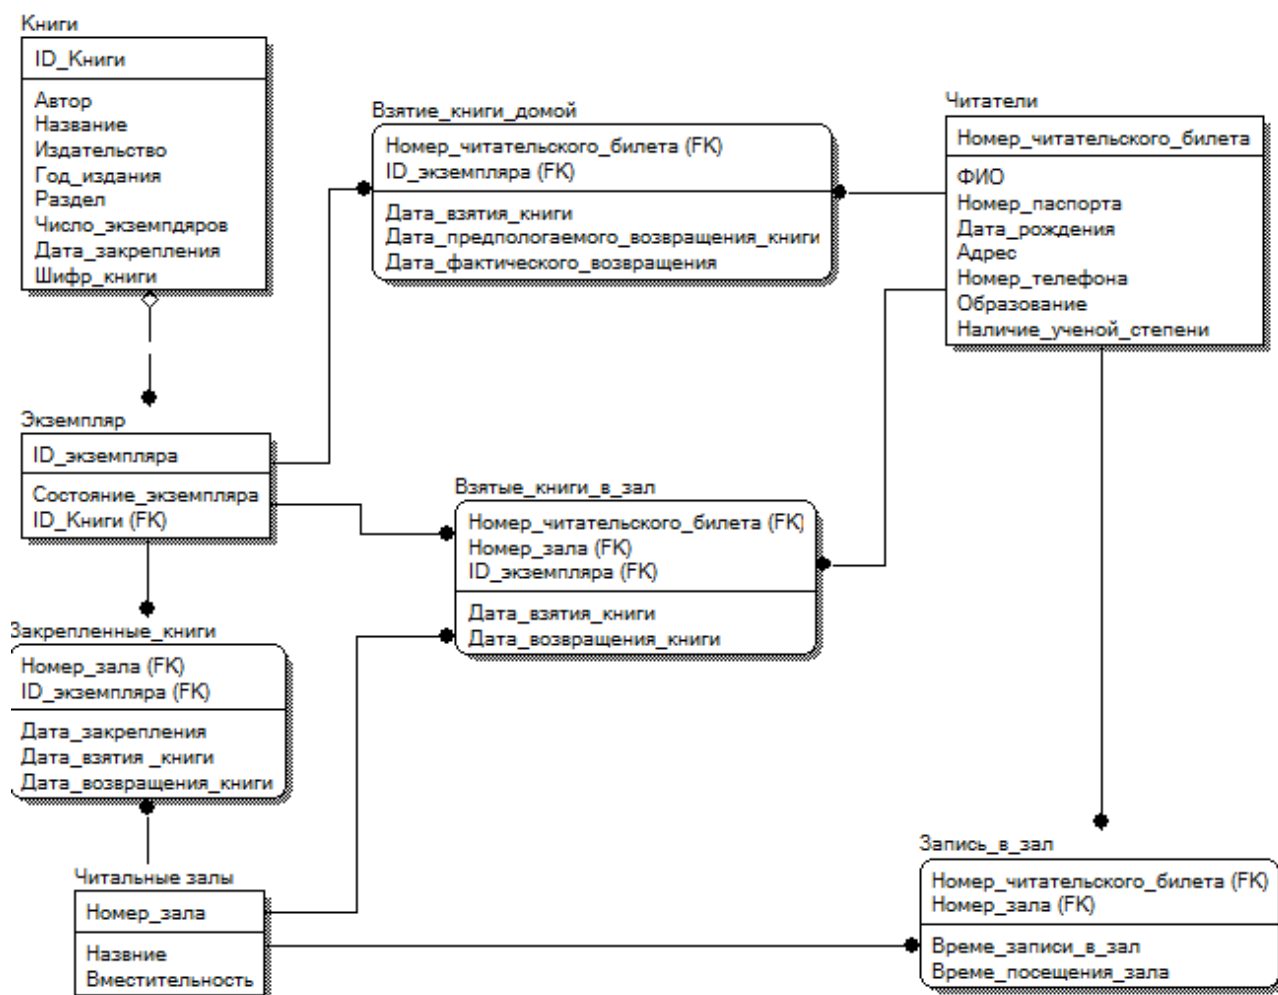 Книги
ID_Книги
Автор
Название
Издательство
Год_издания
Раздел
Число_экземпдяров
Дата_закрепления
Шифр_книги
Взятие_книги_домой
Номер_читательского_билета (FK)
ID_экземпляра (FK)
Дата_взятия_книги
Дата_предпологаемого_возвращения_книги
Дата_фактического_возвращения
Читатели
Номер_читательского_билета
ФИО
Номер_паспорта
Дата_рождения
Адрес
Номер_телефона
Образование
Наличие_ученой_степени
Экземпляр
ID_экземпляра
Состояние_экземпляра
ID_Книги (FK)
Взятые_книги_в_зал
Номер_читательского_билета (FK)
Номер_зала (FK)
ID_экземпляра (FK)
Дата_взятия_книги
Дата_возвращения_книги
Закрепленные_книги
Номер_зала (FK)
ID_экземпляра (FK)
Дата_закрепления
Дата_взятия _книги
Дата_возвращения_книги
Читальные залы
Номер_зала
Назвние
Вместительность
Запись_в_зал
Номер_читательского_билета (FK)
Номер_зала (FK)
Време_записи_в_зал
Време_посещения_зала